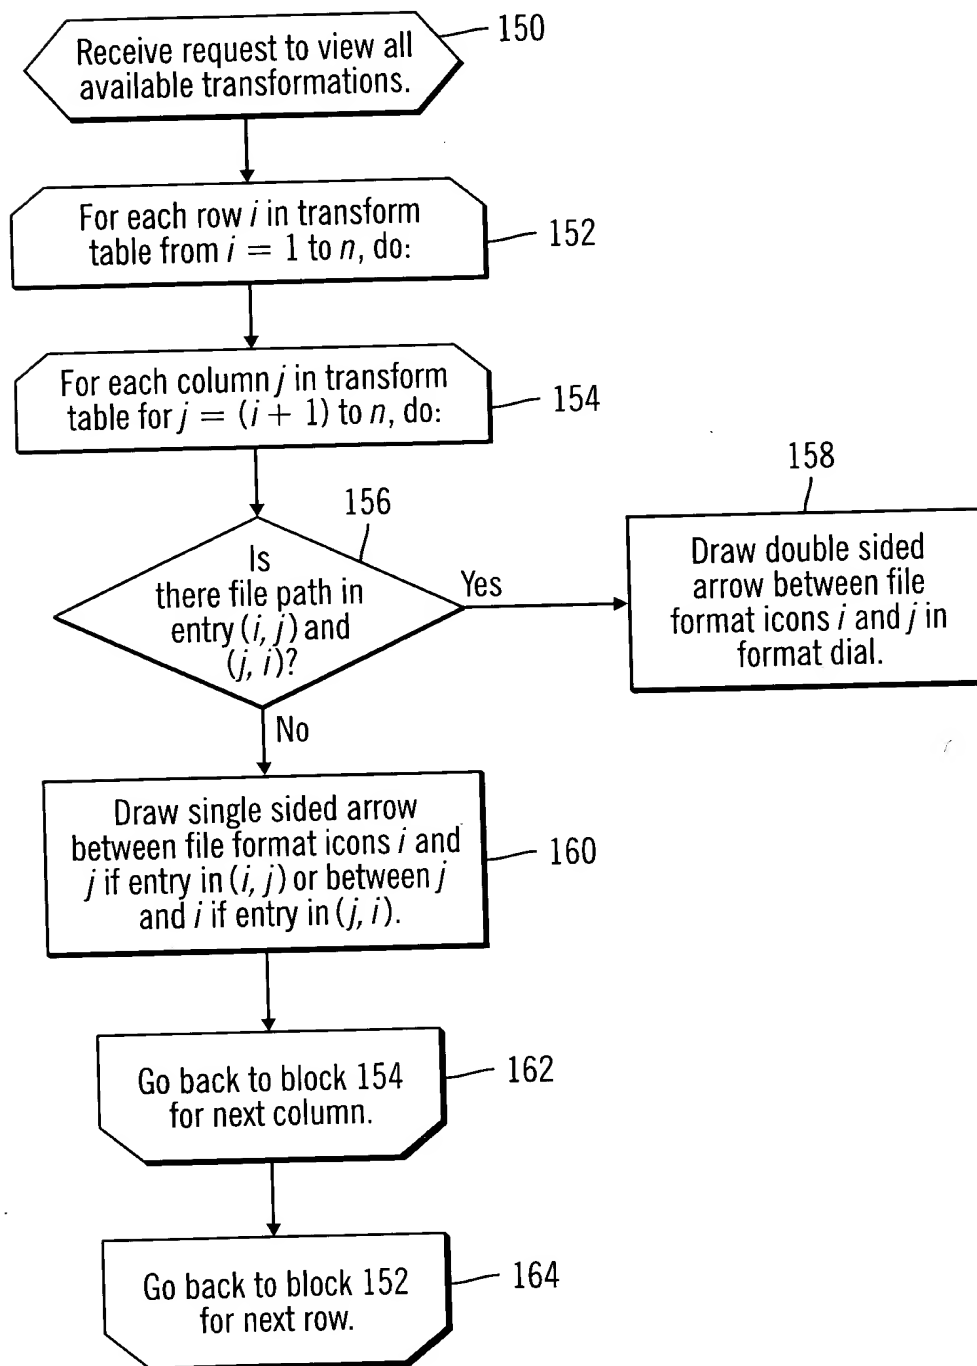 Receive request to view all
available transformations.
150
For each row i in transform
table from i = 1 to n, do:
152
For each column j in transform
table for j = (i + 1) to n, do:
154
156
Is
there file path in
entry (i, j) and
(j, i)?
Yes
158
Draw double sided
arrow between file
format icons i and j in
format dial.
No
Draw single sided arrow
between file format icons i and
j if entry in (i, j) or between j
and i if entry in (j, i).
160
Go back to block 154
for next column.
162
Go back to block 152
for next row.
164